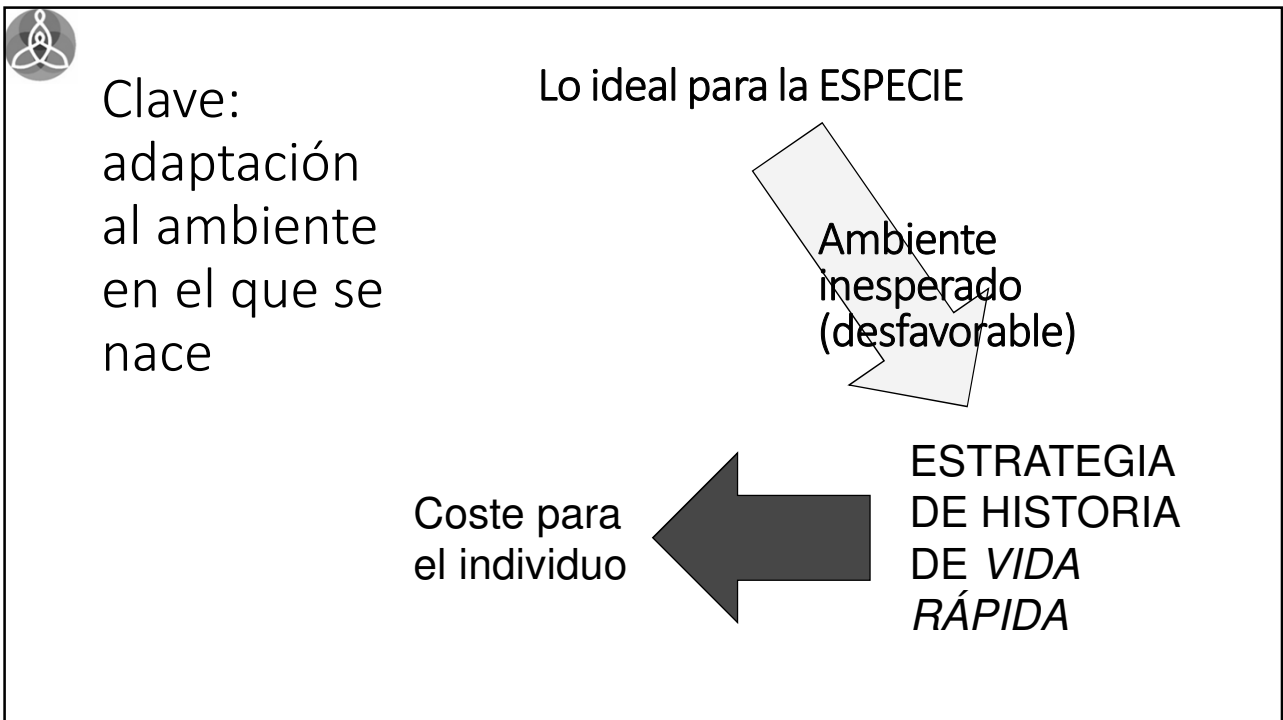 Clave:
adaptación
al ambiente
en el que se
nace
Lo ideal para la ESPECIE
Ambiente
inesperado
(desfavorable)
ESTRATEGIA
DE HISTORIA
DE VIDA
RÁPIDA
Coste para
el individuo